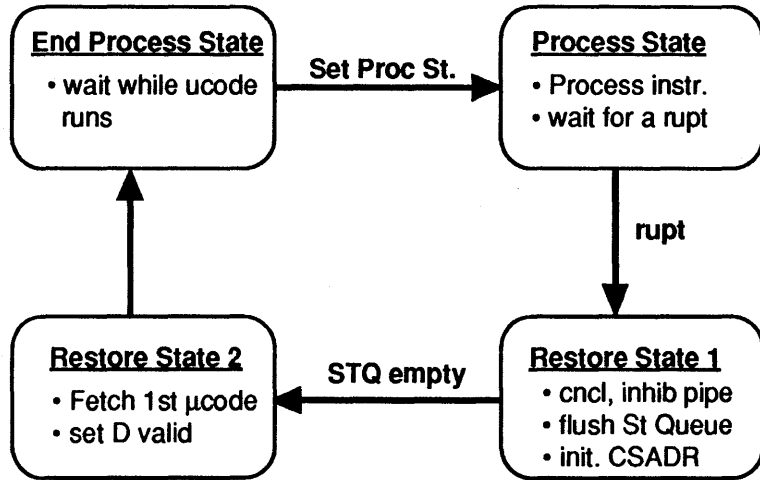 End Process State
• wait while ucode
runs
Set Proc St.
Process State
• Process instr.
• wait for a rupt
rupt
Restore State 2
• Fetch 1st µcode
• set D valid
STQ empty
Restore State 1
• cncl, inhib pipe
• flush St Queue
• init. CSADR